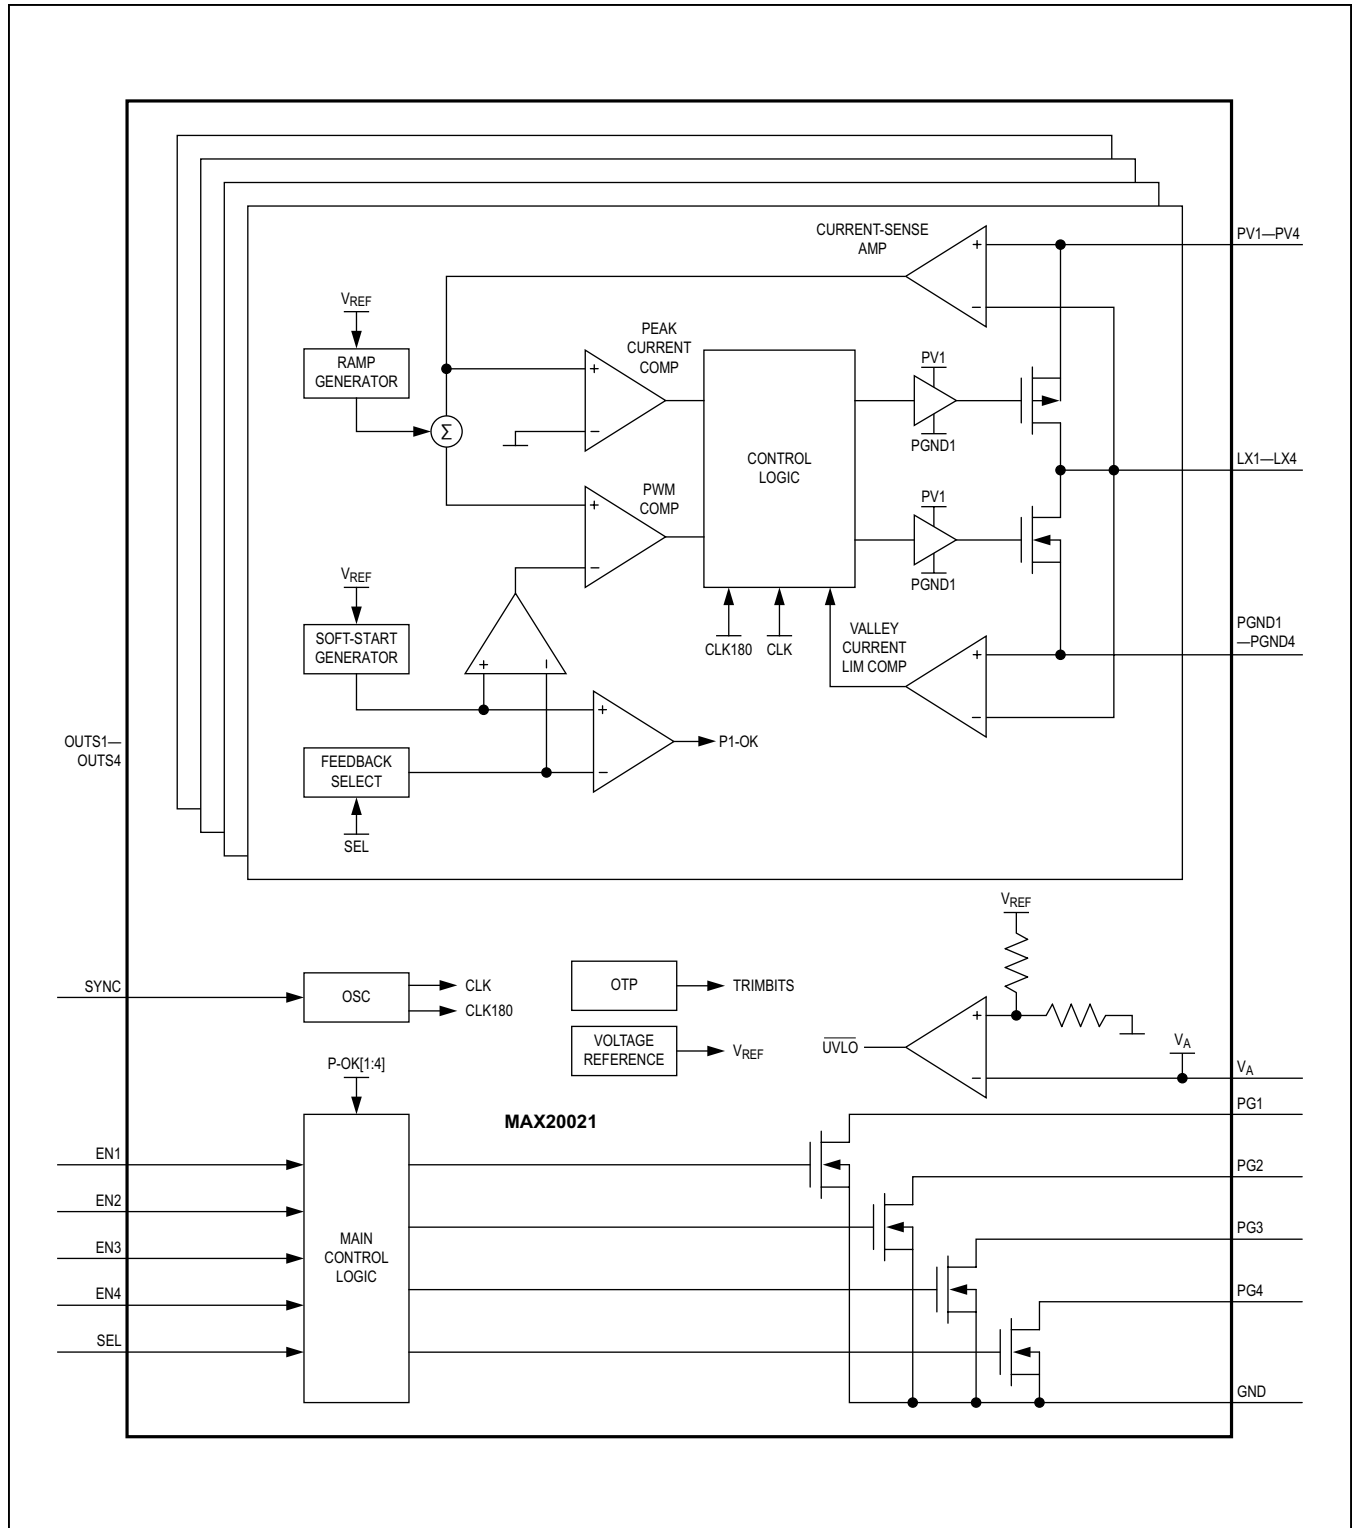 CURRENT-SENSE
AMP
+
−
PV1—PV4
VREF
RAMP
GENERATOR
Σ
PEAK
CURRENT
COMP
+
−
CONTROL
LOGIC
PV1
PGND1
LX1—LX4
PWM
COMP
+
−
PV1
PGND1
VREF
SOFT-START
GENERATOR
+
−
CLK180
CLK
VALLEY
CURRENT
LIM COMP
+
−
PGND1
—PGND4
OUTS1—
OUTS4
FEEDBACK
SELECT
SEL
+
−
P1-OK
SYNC
OSC
CLK
CLK180
OTP
TRIMBITS
VOLTAGE
REFERENCE
VREF
VREF
UVLO
+
−
VA
VA
P-OK[1:4]
MAX20021
MAIN
CONTROL
LOGIC
EN1
EN2
EN3
EN4
SEL
PG1
PG2
PG3
PG4
GND